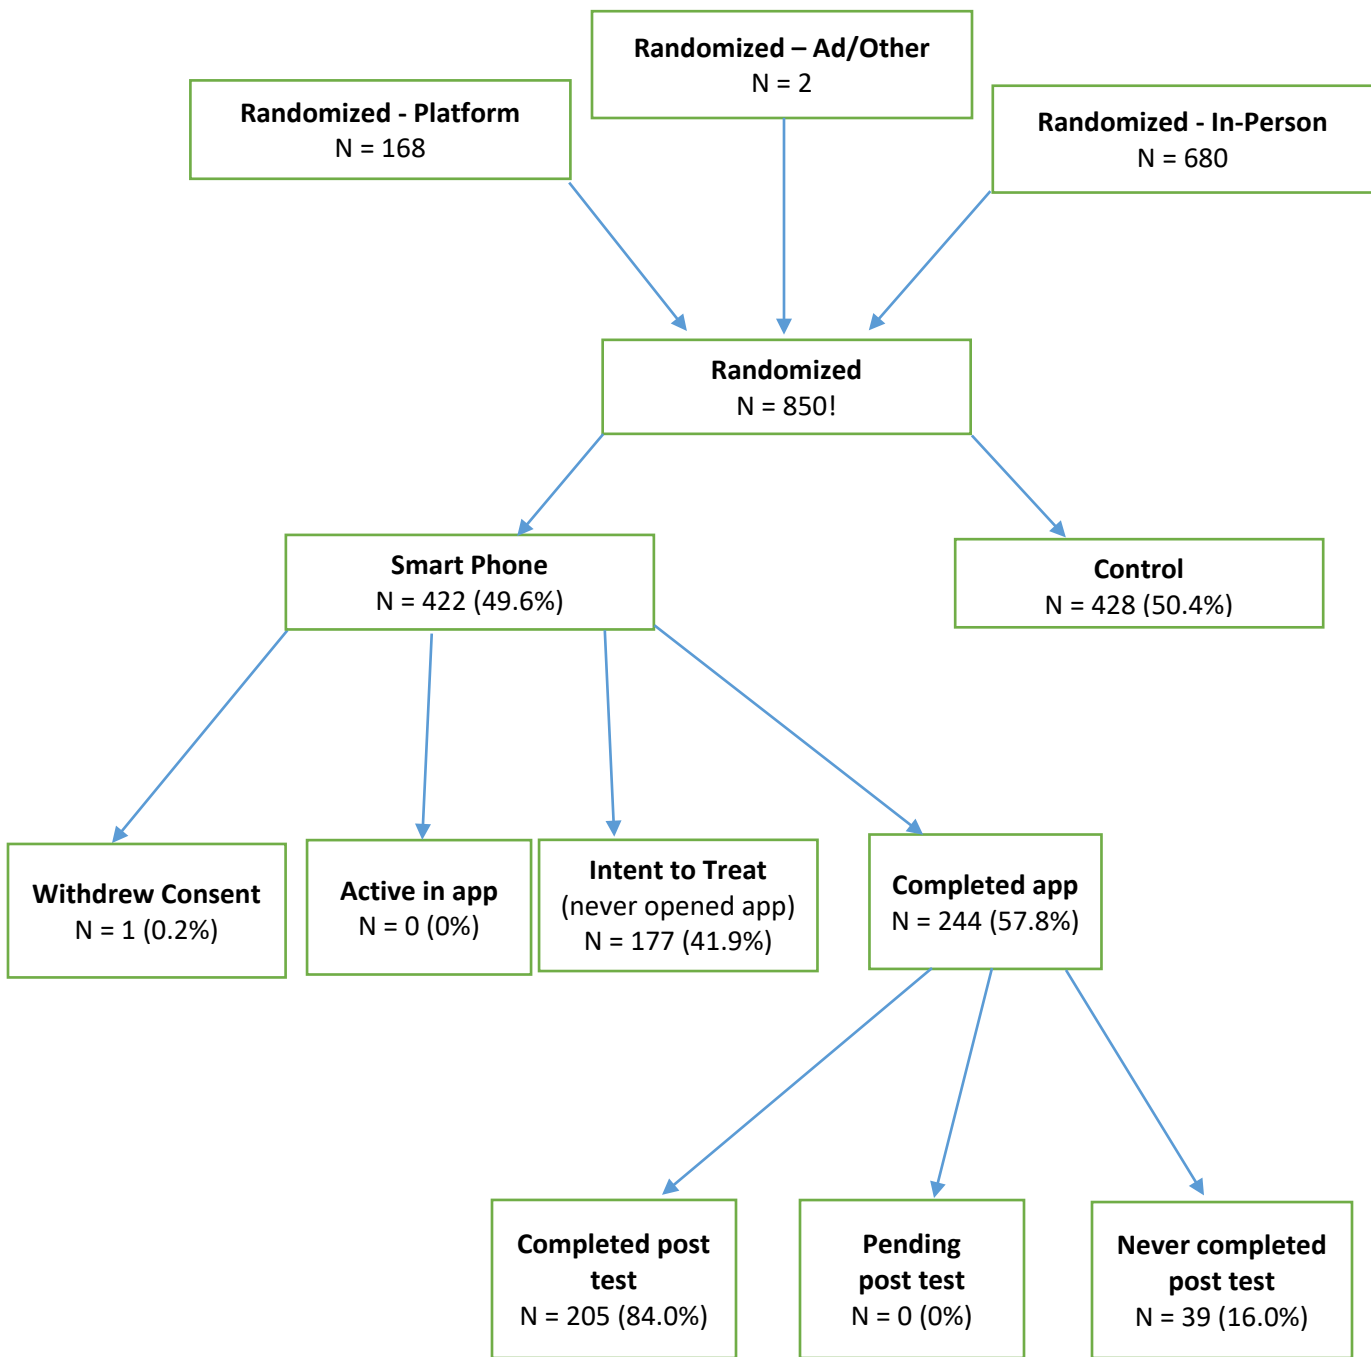 Randomized – Ad/Other
N = 2
Randomized - Platform
N = 168
Randomized - In-Person
N = 680
Randomized
N = 850!
Smart Phone
N = 422 (49.6%)
Control
N = 428 (50.4%)
Withdrew Consent
N = 1 (0.2%)
Active in app
N = 0 (0%)
Intent to Treat
(never opened app)
N = 177 (41.9%)
Completed app
N = 244 (57.8%)
Completed post
test
N = 205 (84.0%)
Pending
post test
N = 0 (0%)
Never completed
post test
N = 39 (16.0%)